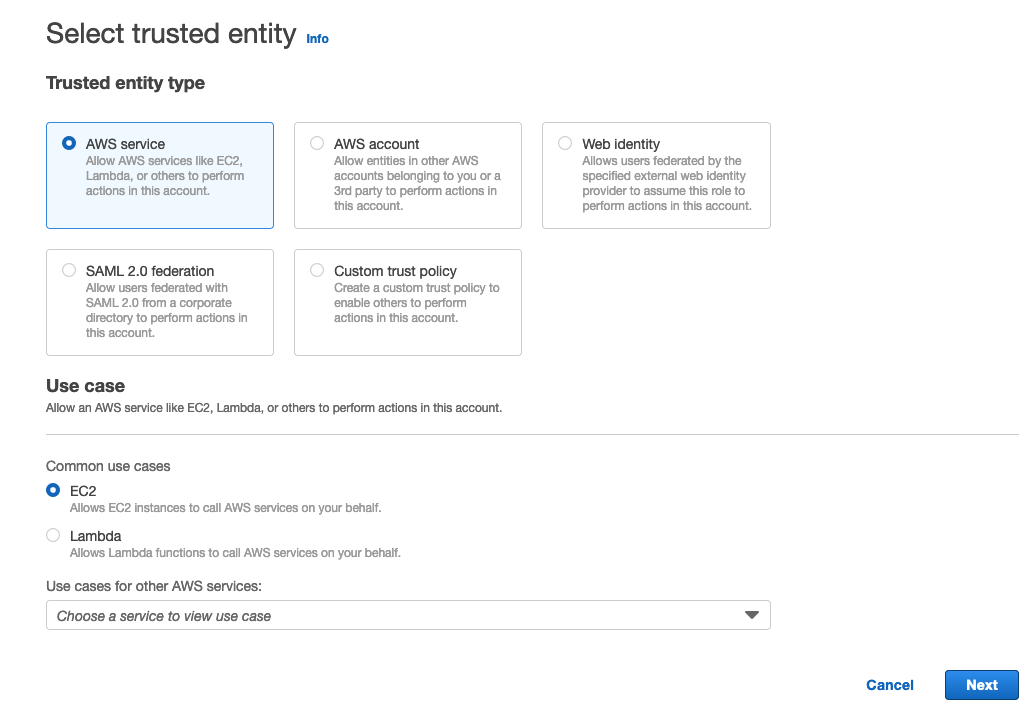 Select trusted entity Info
Trusted entity type
AWS service
Allow AWS services like EC2,
Lambda, or others to perform
actions in this account.
AWS account
Allow entities in other AWS
accounts belonging to you or a
3rd party to perform actions in
this account.
Web identity
Allows users federated by the
specified external web identity
provider to assume this role to
perform actions in this account.
SAML 2.0 federation
Allow users federated with
SAML 2.0 from a corporate
directory to perform actions in
this account.
Custom trust policy
Create a custom trust policy to
enable others to perform
actions in this account.
Use case
Allow an AWS service like EC2, Lambda, or others to perform actions in this account.
Common use cases
EC2
Allows EC2 instances to call AWS services on your behalf.
Lambda
Allows Lambda functions to call AWS services on your behalf.
Use cases for other AWS services:
Choose a service to view use case
Cancel Next